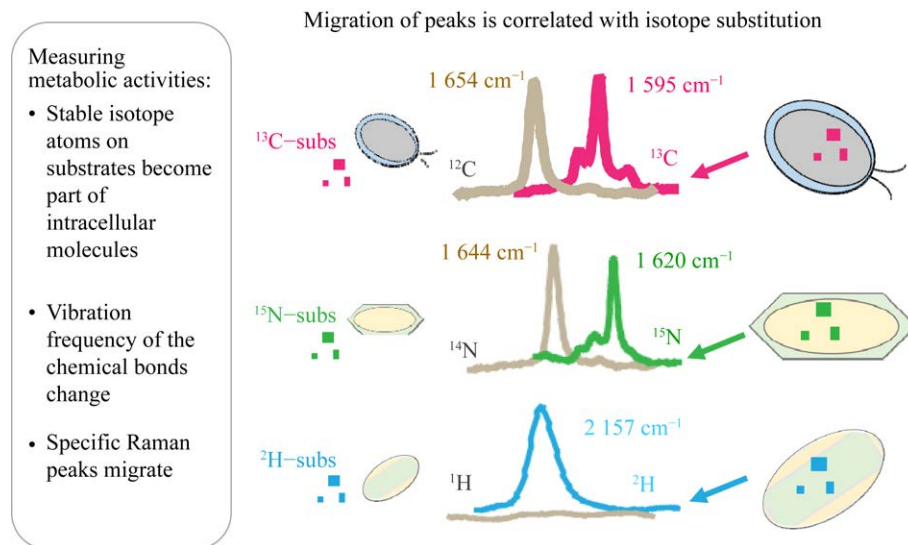 Migration of peaks is correlated with isotope substitution
Measuring
metabolic activities:
• Stable isotope
atoms on
substrates become
part of
intracellular
molecules
• Vibration
frequency of the
chemical bonds
change
• Specific Raman
peaks migrate
1 654 cm⁻¹
1 595 cm⁻¹
¹³C−subs
¹²C
¹³C
1 644 cm⁻¹
1 620 cm⁻¹
¹⁵N−subs
¹⁴N
¹⁵N
2 157 cm⁻¹
²H−subs
¹H
²H